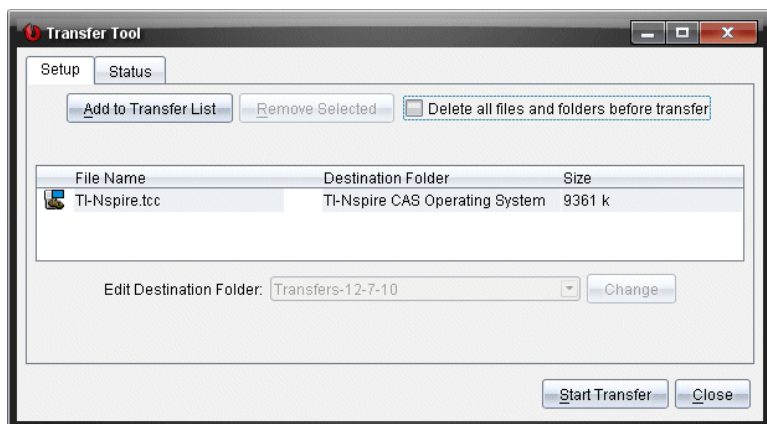 Transfer Tool
Setup Status
Add to Transfer List Remove Selected Delete all files and folders before transfer
File Name Destination Folder Size
TI-Nspire.tcc TI-Nspire CAS Operating System 9361 k
Edit Destination Folder: Transfers-12-7-10 Change
Start Transfer Close